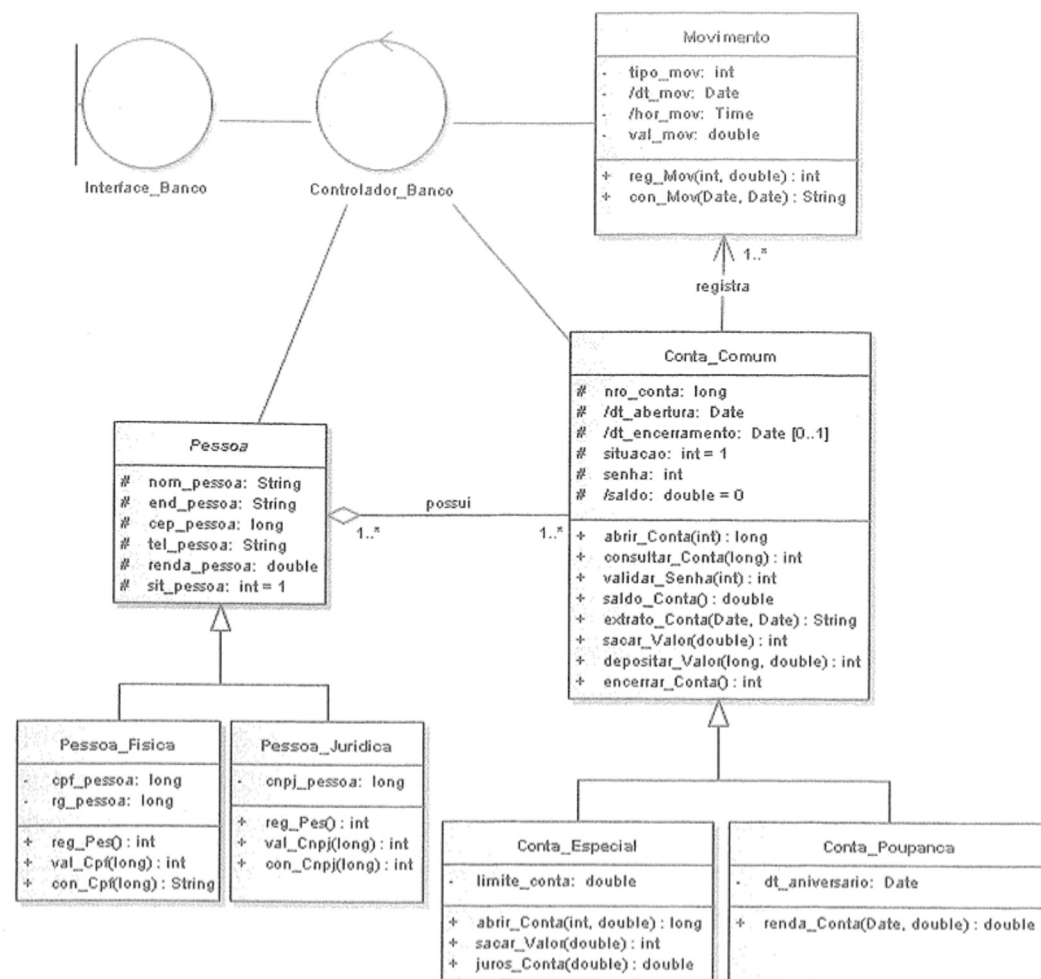 Movimento
- tipo_mov: int
- /dt_mov: Date
- /hor_mov: Time
- val_mov: double
+ reg_Mov(int, double) : int
+ con_Mov(Date, Date) : String
Interface_Banco
Controlador_Banco
1..*
registra
Conta_Comum
# nro_conta: long
# /dt_abertura: Date
# /dt_encerramento: Date [0..1]
# situacao: int = 1
# senha: int
# /saldo: double = 0
+ abrir_Conta(int) : long
+ consultar_Conta(long) : int
+ validar_Senha(int) : int
+ saldo_Conta() : double
+ extrato_Conta(Date, Date) : String
+ sacar_Valor(double) : int
+ depositar_Valor(long, double) : int
+ encerrar_Conta() : int
Pessoa
# nom_pessoa: String
# end_pessoa: String
# cep_pessoa: long
# tel_pessoa: String
# renda_pessoa: double
# sit_pessoa: int = 1
possui
1..*
1..*
Pessoa_Fisica
- cpf_pessoa: long
- rg_pessoa: long
+ reg_Pes() : int
+ val_Cpf(long) : int
+ con_Cpf(long) : String
Pessoa_Juridica
- cnpj_pessoa: long
+ reg_Pes() : int
+ val_Cnpj(long) : int
+ con_Cnpj(long) : int
Conta_Especial
- limite_conta: double
+ abrir_Conta(int, double) : long
+ sacar_Valor(double) : int
+ juros_Conta(double) : double
Conta_Poupanca
- dt_aniversario: Date
+ renda_Conta(Date, double) : double